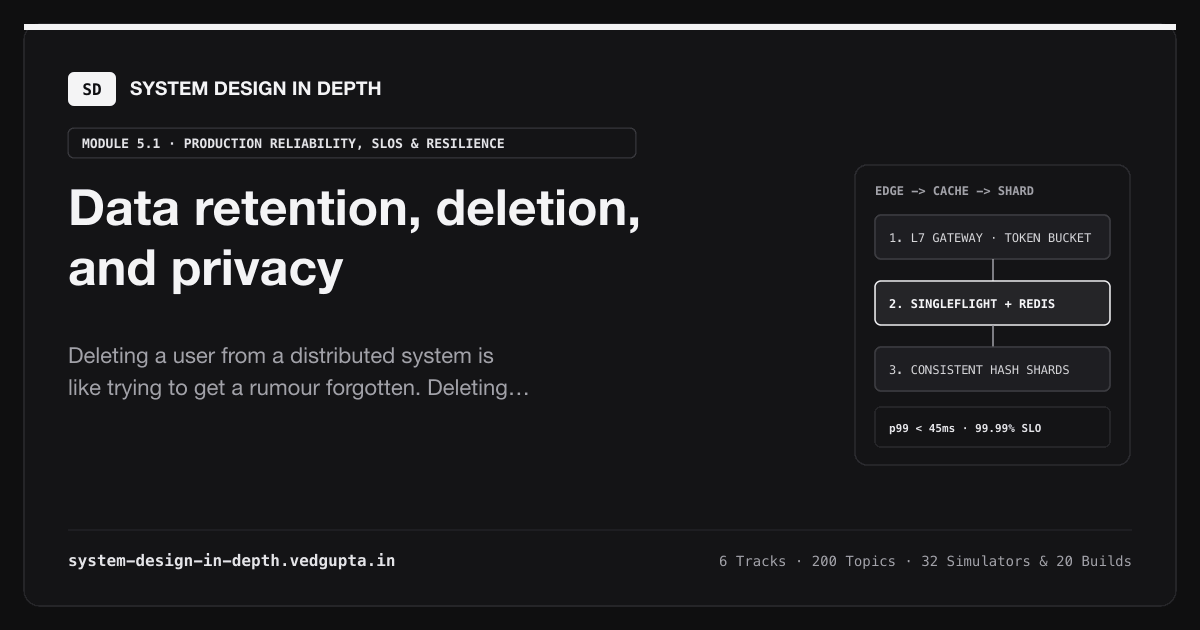 SD SYSTEM DESIGN IN DEPTH
MODULE 5.1 · PRODUCTION RELIABILITY, SLOS & RESILIENCE
Data retention, deletion,
and privacy
Deleting a user from a distributed system is
like trying to get a rumour forgotten. Deleting…
EDGE —> CACHE —> SHARD
1. L7 GATEWAY · TOKEN BUCKET
2. SINGLEFLIGHT + REDIS
3. CONSISTENT HASH SHARDS
p99 < 45ms · 99.99% SLO
system-design-in-depth.vedgupta.in
6 Tracks · 200 Topics · 32 Simulators & 20 Builds